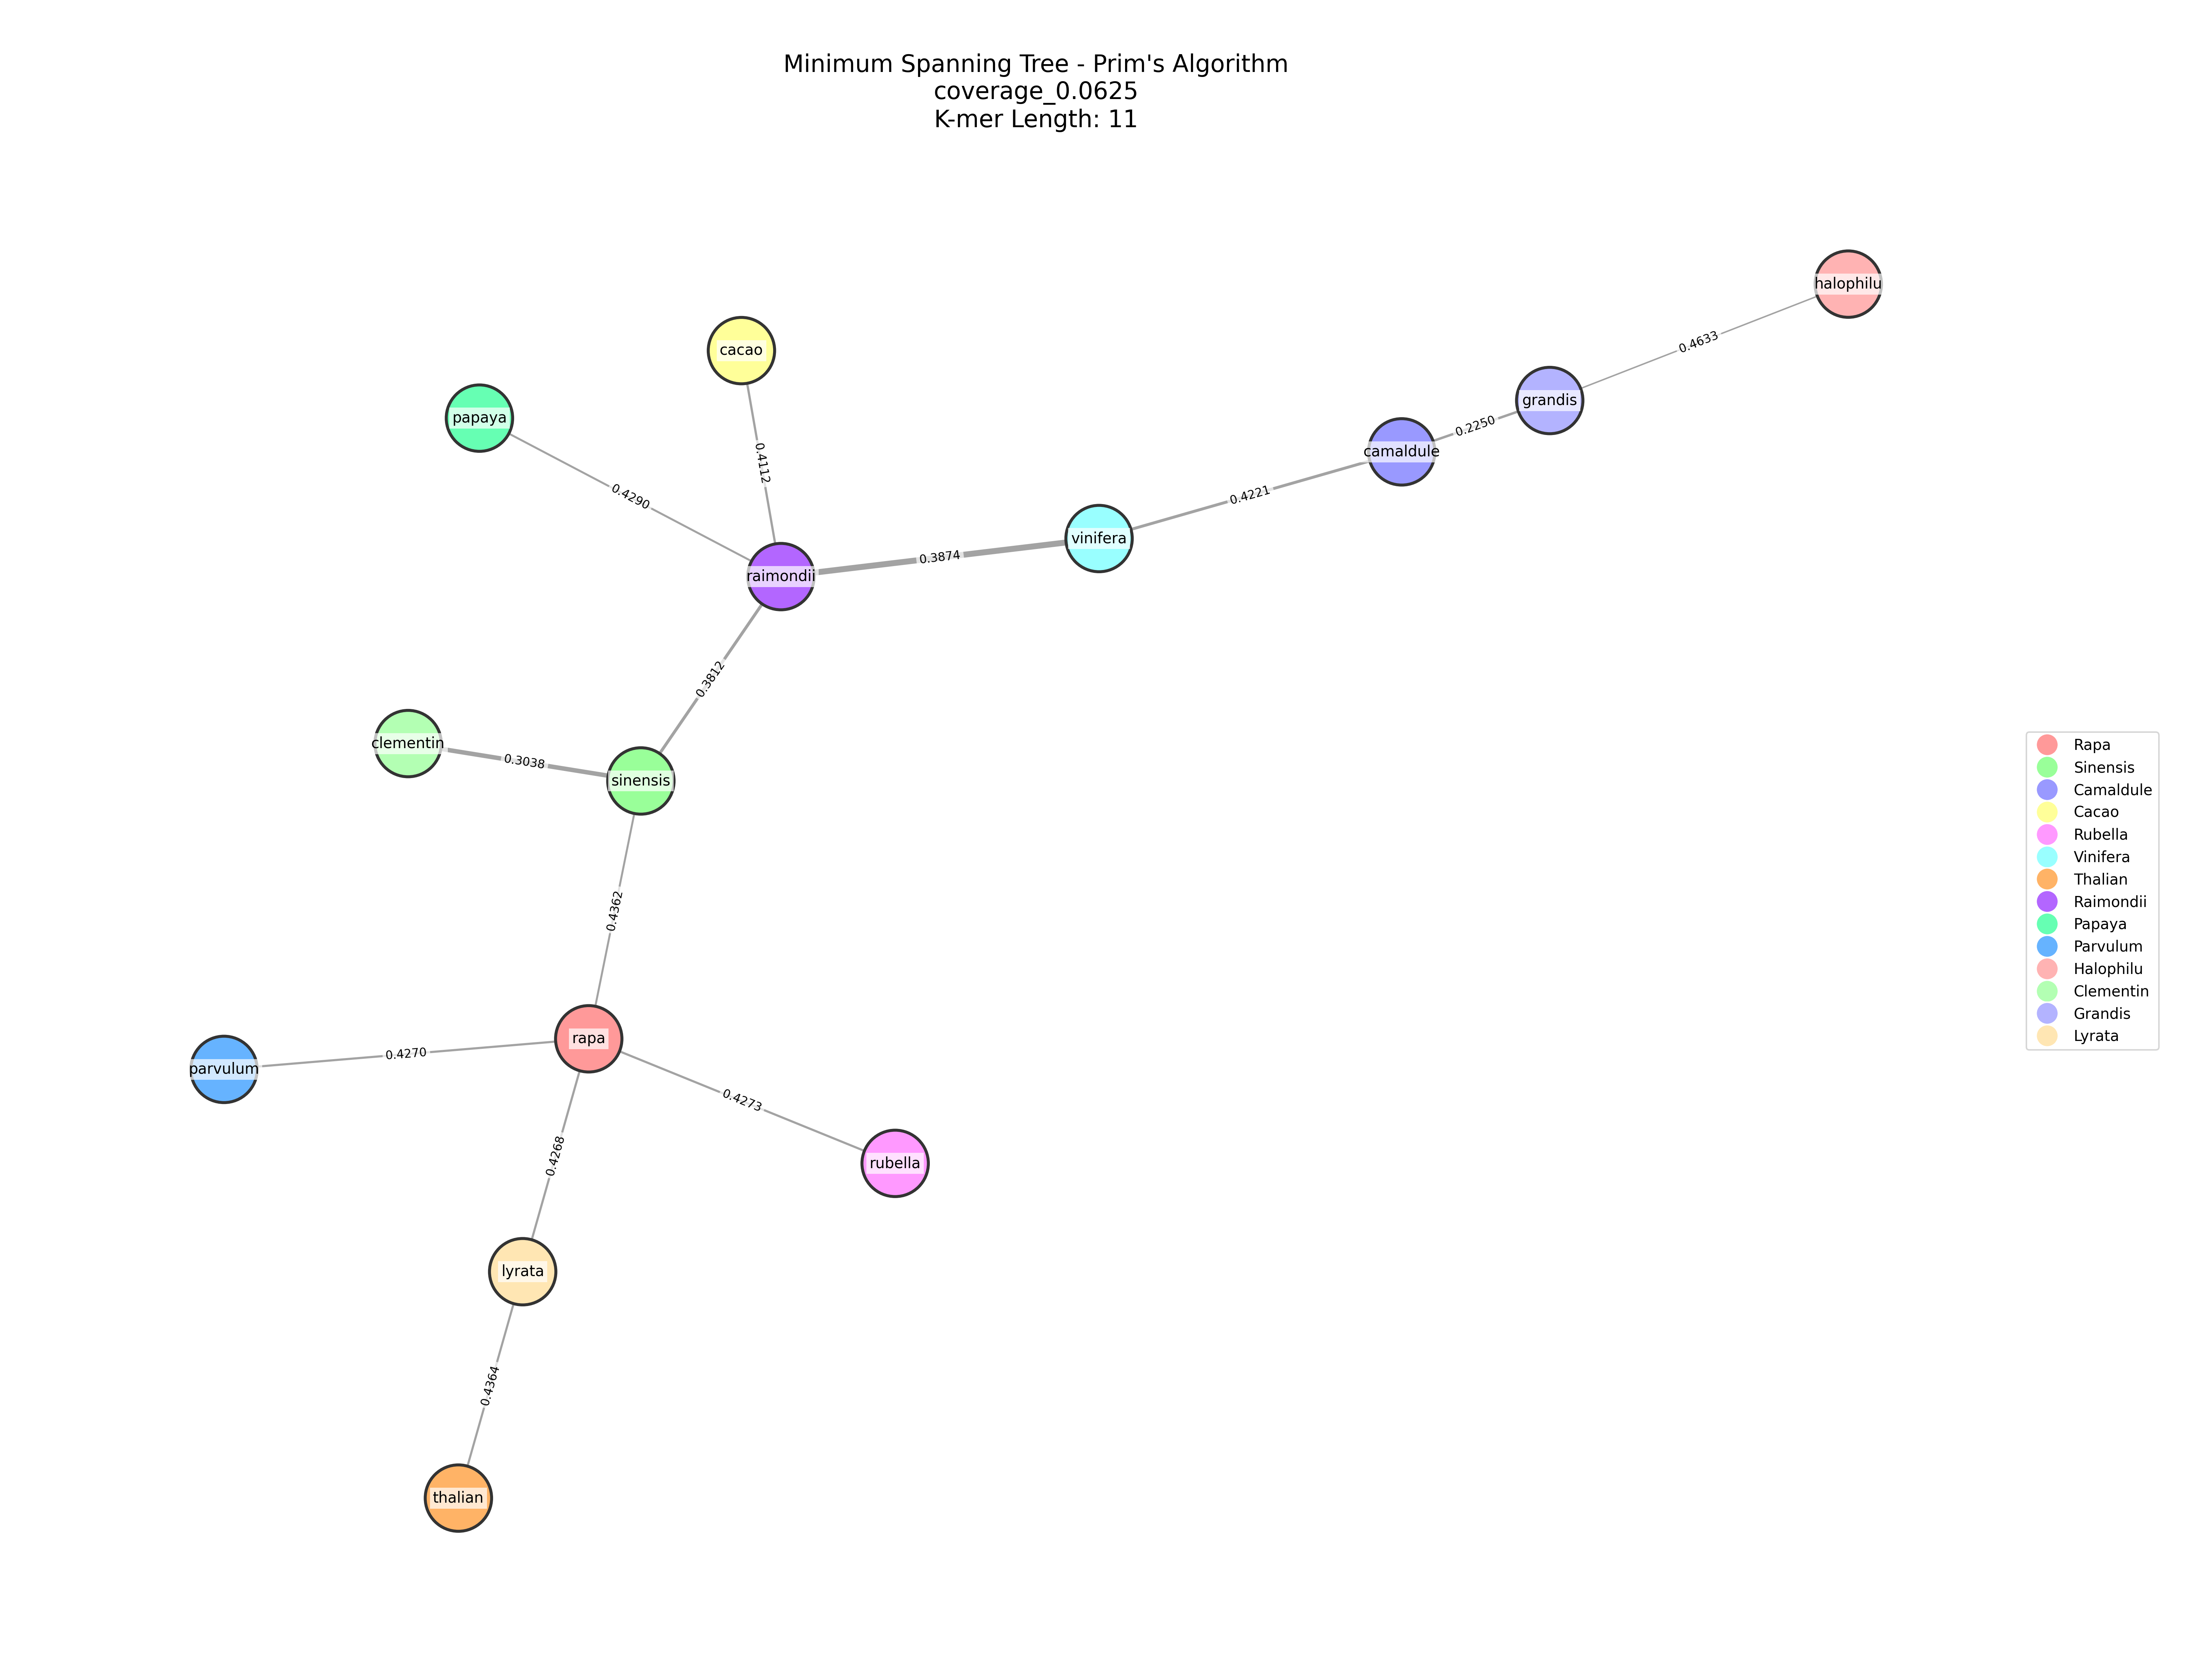 Minimum Spanning Tree - Prim's Algorithm
coverage_0.0625
K-mer Length: 11
halophilu
0.4633
cacao
grandis
papaya
0.2250
camaldule
0.4112
0.4290
0.4221
vinifera
0.3874
raimondii
0.3812
clementin
0.3038
sinensis
0.4362
rapa
0.4270
parvulum
0.4273
0.4268
rubella
lyrata
0.4364
thalian
Rapa
Sinensis
Camaldule
Cacao
Rubella
Vinifera
Thalian
Raimondii
Papaya
Parvulum
Halophilu
Clementin
Grandis
Lyrata